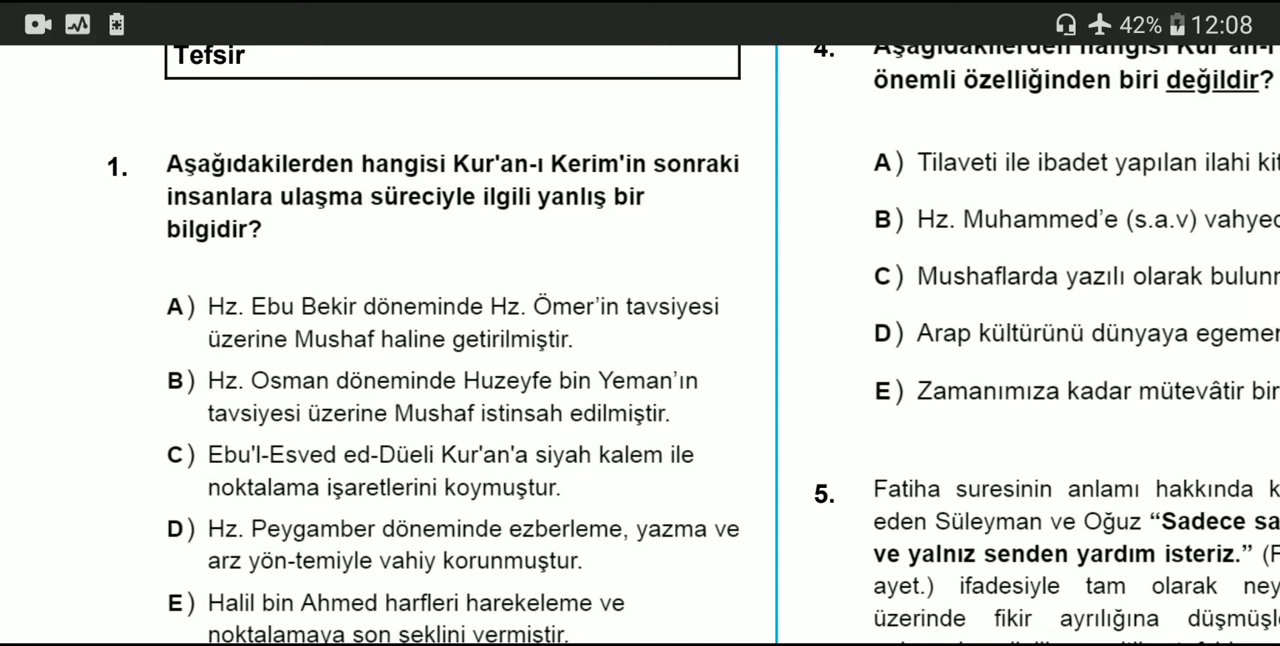 42% 12:08
Tefsir
1. Aşağıdakilerden hangisi Kur'an-ı Kerim'in sonraki
insanlara ulaşma süreciyle ilgili yanlış bir
bilgidir?
A) Hz. Ebu Bekir döneminde Hz. Ömer’in tavsiyesi
üzerine Mushaf haline getirilmiştir.
B) Hz. Osman döneminde Huzeyfe bin Yeman’ın
tavsiyesi üzerine Mushaf istinsah edilmiştir.
C) Ebu'l-Esved ed-Düeli Kur'an'a siyah kalem ile
noktalama işaretlerini koymuştur.
D) Hz. Peygamber döneminde ezberleme, yazma ve
arz yön-temiyle vahiy korunmuştur.
E) Halil bin Ahmed harfleri harekeleme ve
noktalamaya son şeklini vermiştir.
4. Aşağıdakilerden hangisi Kur'an-ı
önemli özelliğinden biri değildir?
A) Tilaveti ile ibadet yapılan ilahi
B) Hz. Muhammed’e (s.a.v)
C) Mushaflarda yazılı olarak
D) Arap kültürünü dünyaya
E) Zamanımıza kadar mütevâtir bir
5. Fatiha suresinin anlamı hakkında
eden Süleyman ve Oğuz “Sadece
ve yalnız senden yardım isteriz.”
ayet.) ifadesiyle tam olarak
üzerinde fikir ayrılığına